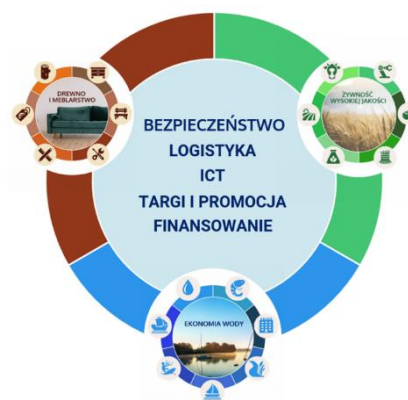 DREWNO
I MEBLARSTWO
ŻYWNOŚĆ
WYSOKIEJ JAKOŚCI
BEZPIECZEŃSTWO
LOGISTYKA
ICT
TARGI I PROMOCJA
FINANSOWANIE
EKONOMIA WODY